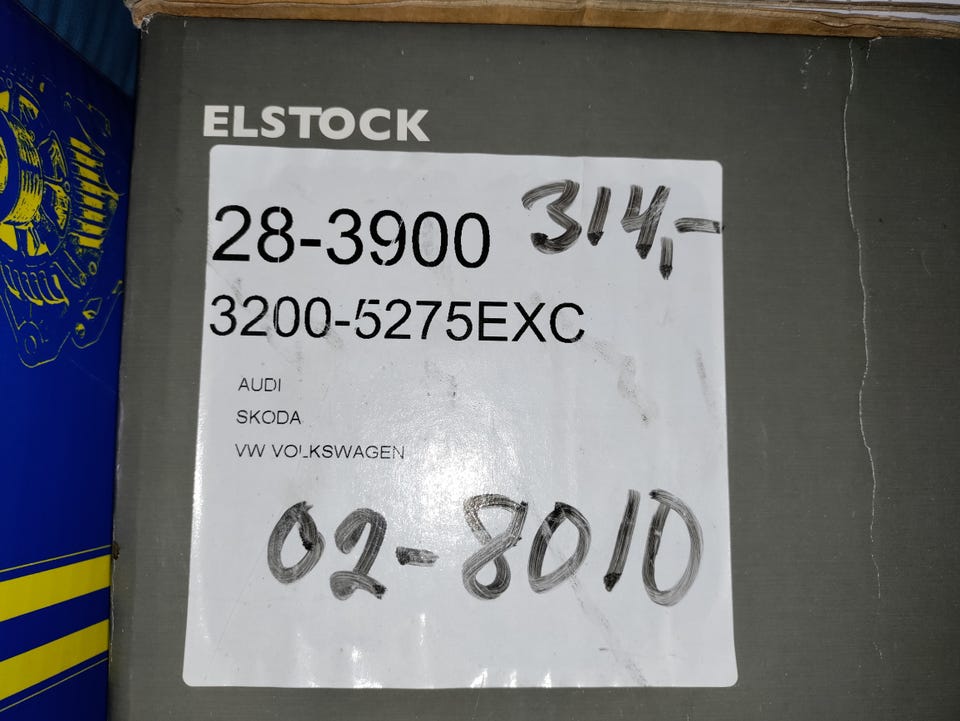 ELSTOCK
28-3900 314,-
3200-5275EXC
AUDI
SKODA
VW VOLKSWAGEN
02-8010